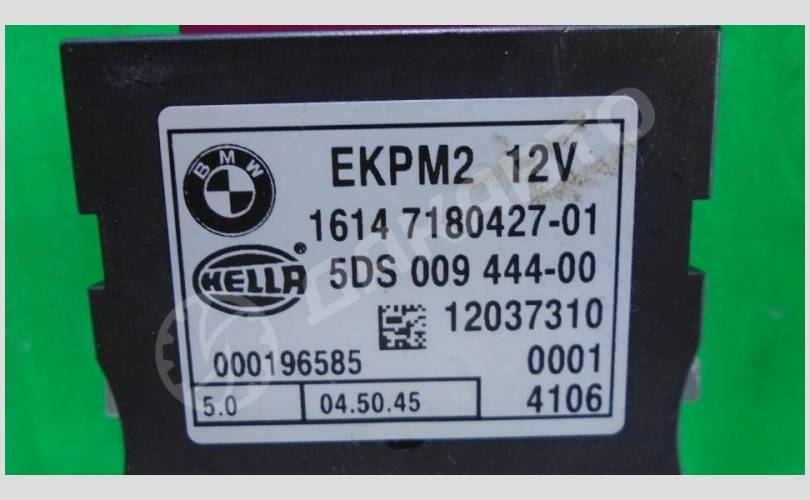 BMW
EKPM2 12V
1614 7180427-01
HELLA
®
5DS 009 444-00
12037310
000196585 0001
5.0 04.50.45 4106